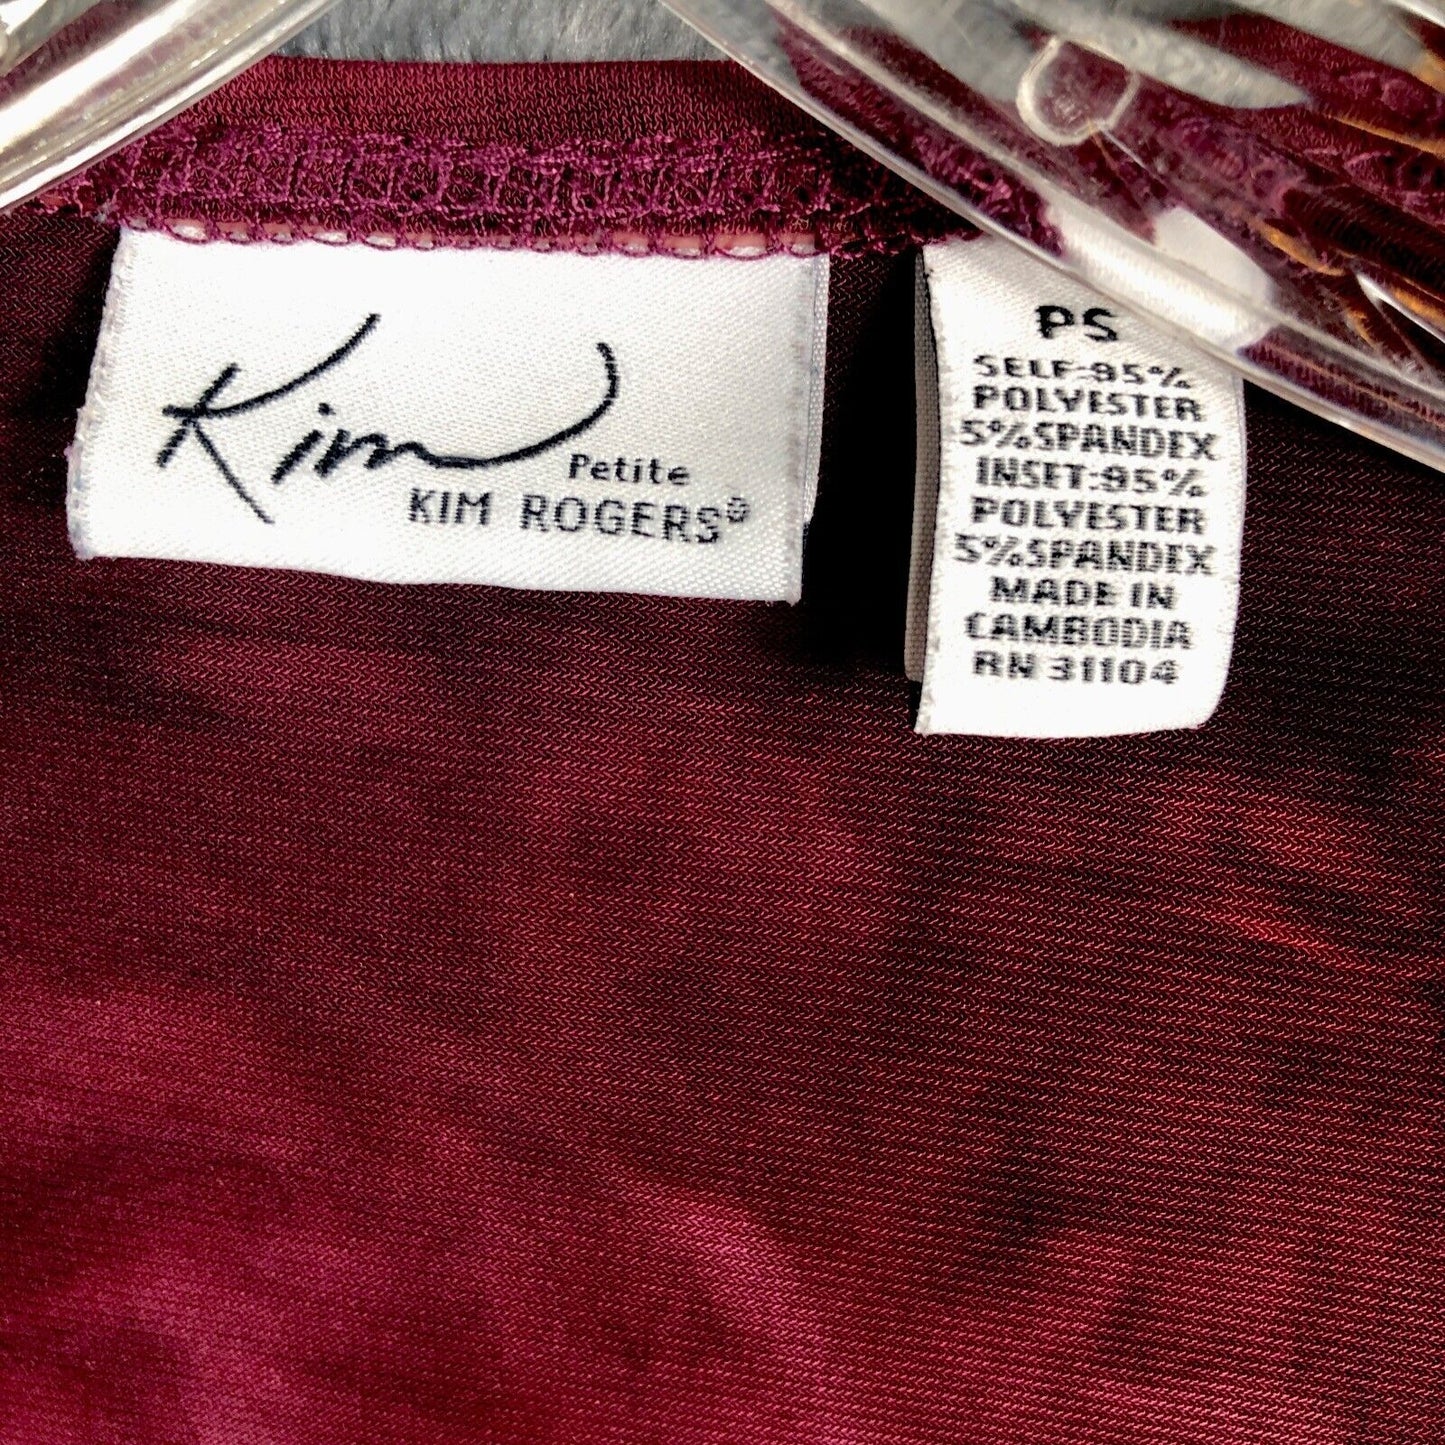 Kim
Petite
KIM ROGERS®
PS
SELF:95%
POLYESTER
5%SPANDEX
INSET:95%
POLYESTER
5%SPANDEX
MADE IN
CAMBODIA
RN 31104